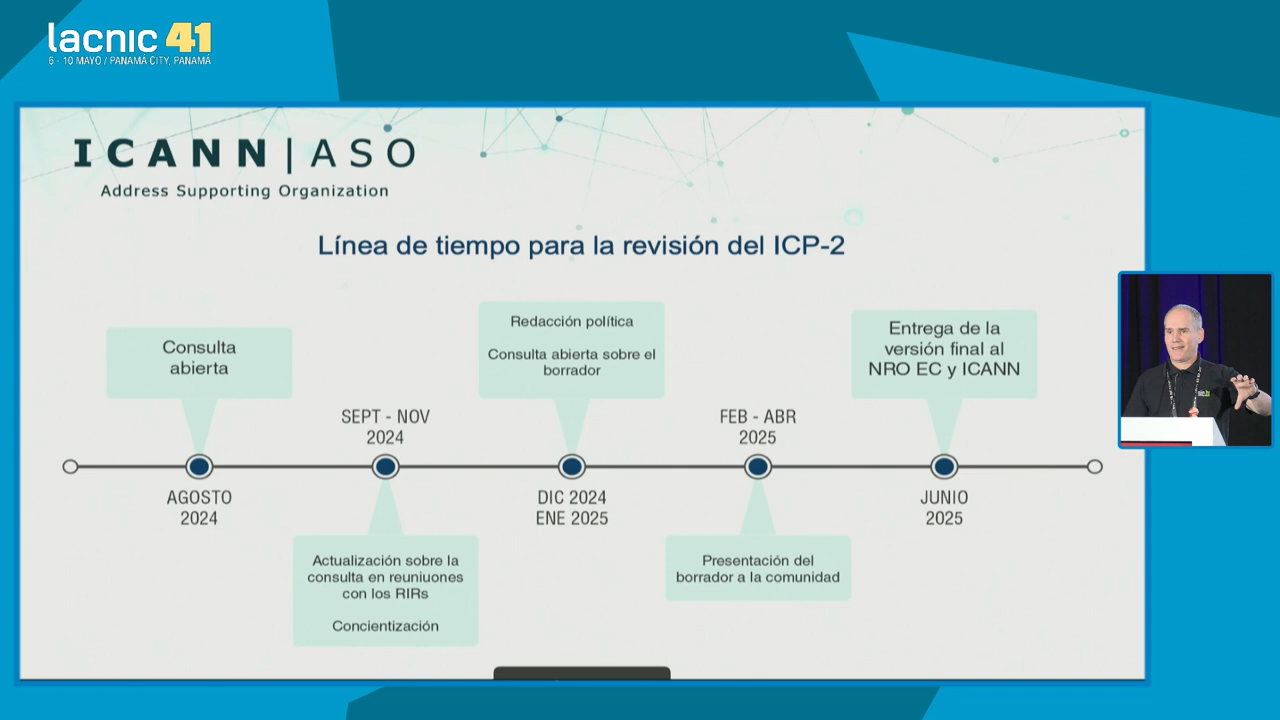 lacnic 41
6 - 10 MAYO / PANAMÁ CITY, PANAMÁ
ICANN|ASO
Address Supporting Organization
Línea de tiempo para la revisión del ICP-2
Consulta
abierta
AGOSTO
2024
SEPT - NOV
2024
Actualización sobre la
consulta en reuniuones
con los RIRs
Concientización
Redacción política
Consulta abierta sobre el
borrador
DIC 2024
ENE 2025
FEB - ABR
2025
Presentación del
borrador a la comunidad
Entrega de la
versión final al
NRO EC y ICANN
JUNIO
2025